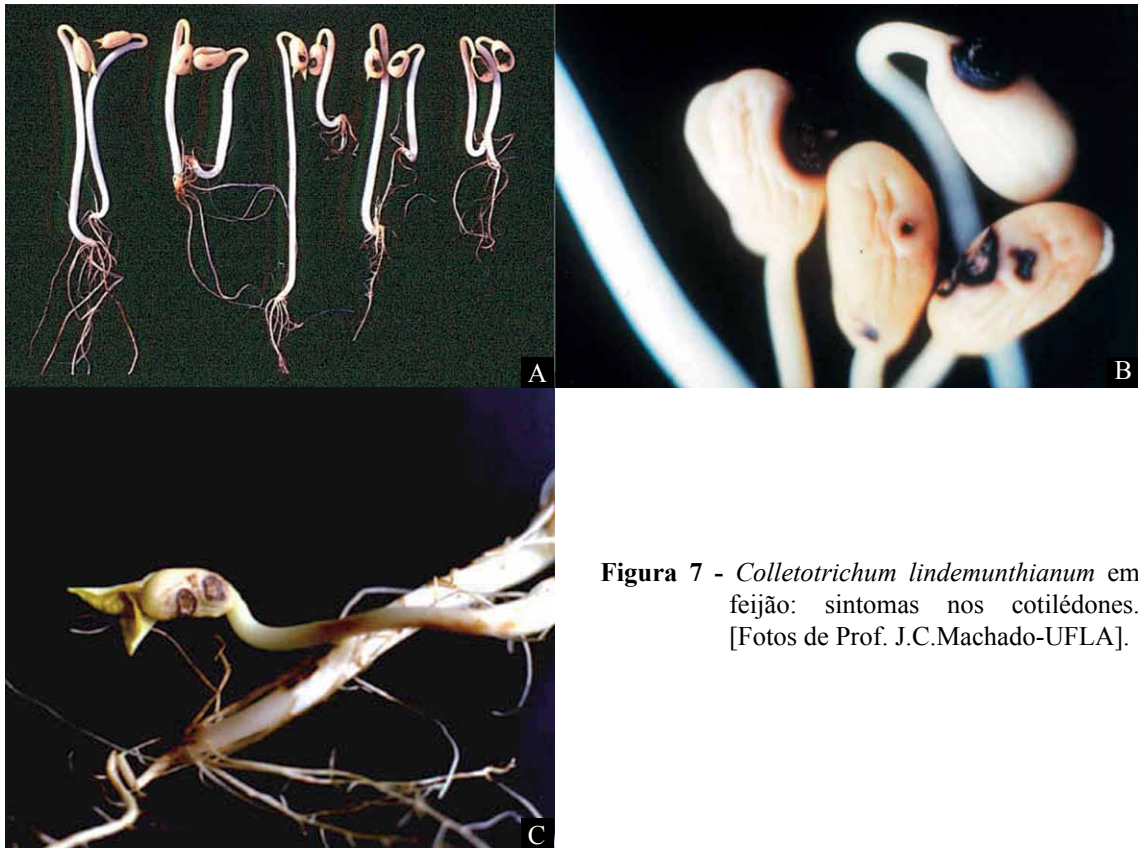 A
B
C
Figura 7 - Colletotrichum lindemunthianum em
feijão: sintomas nos cotilédones.
[Fotos de Prof. J.C.Machado-UFLA].